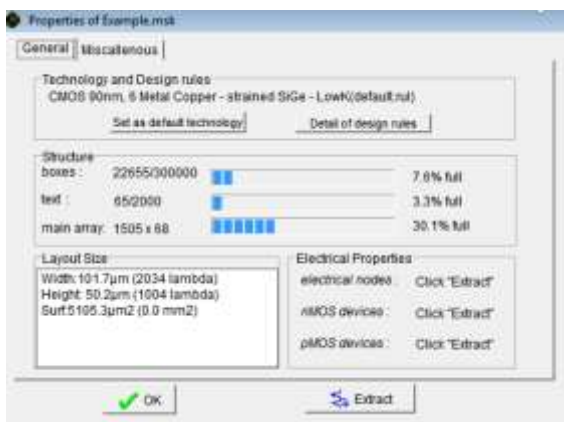 Properties of Example.msk
General Miscallenous
Technology and Design rules
CMOS 90nm, 6 Metal Copper - strained SiGe - LowK(default.rul)
Set as default technology Detail of design rules
Structure
boxes : 22655/300000 7.6% full
text : 65/2000 3.3% full
main array: 1505 x 68 30.1% full
Layout Size Electrical Properties
Width:101.7µm (2034 lambda) electrical nodes : Click "Extract"
Height: 50.2µm (1004 lambda)
Surf:5105.3µm2 (0.0 mm2) nMOS devices : Click "Extract"
pMOS devices : Click "Extract"
OK Extract